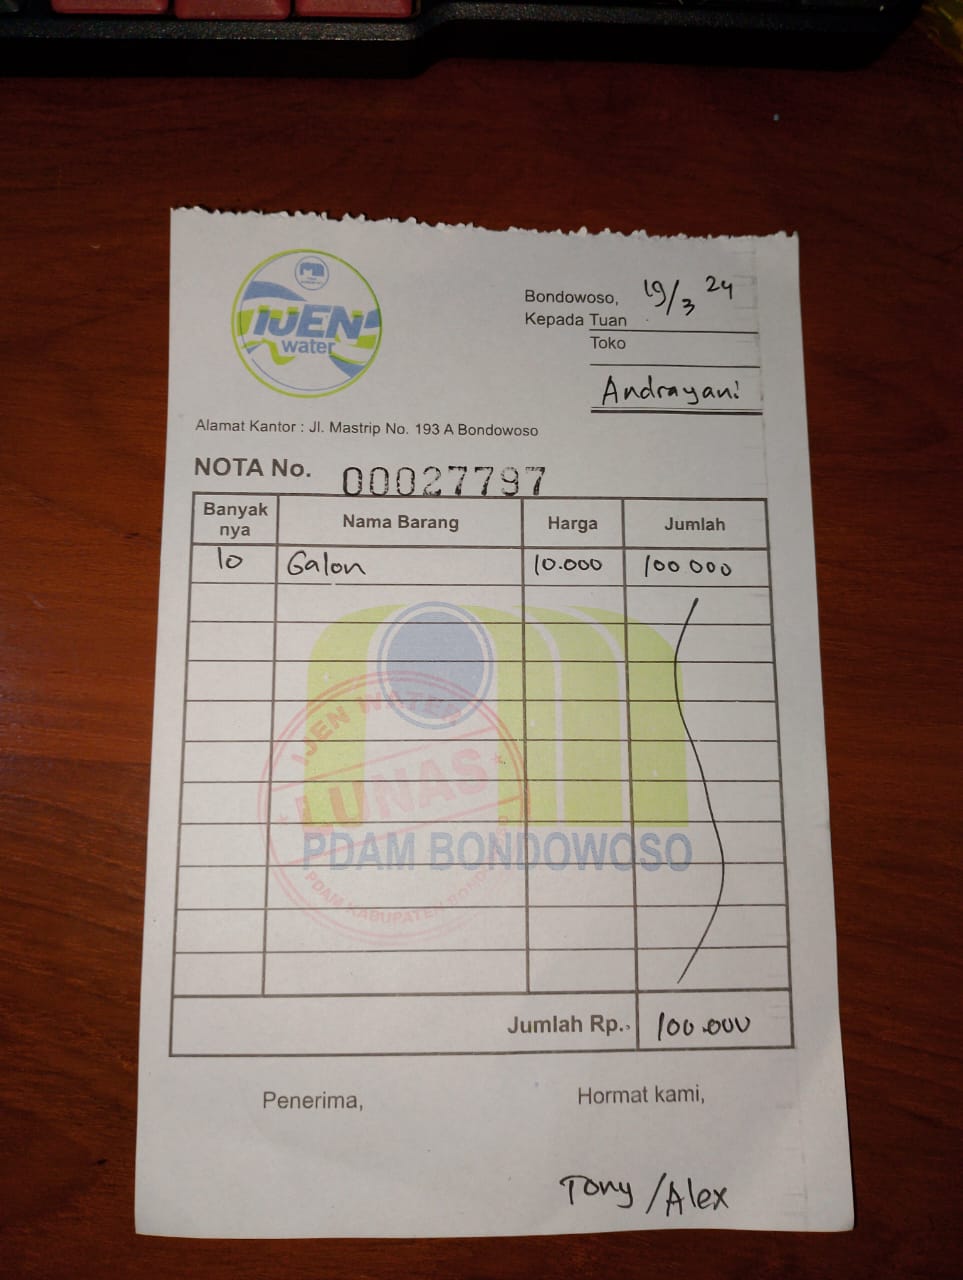 IJEN
water
Bondowoso, 19/3 24
Kepada Tuan
Toko
Andrayani
Alamat Kantor : Jl. Mastrip No. 193 A Bondowoso
NOTA No. 00027797
Banyak nya Nama Barang Harga Jumlah
10 Galon 10.000 100 000
IJEN WATER
LUNAS
PDAM BONDOWOSO
PDAM KABUPATEN
Jumlah Rp. 100.000
Penerima, Hormat kami,
Tony /Alex